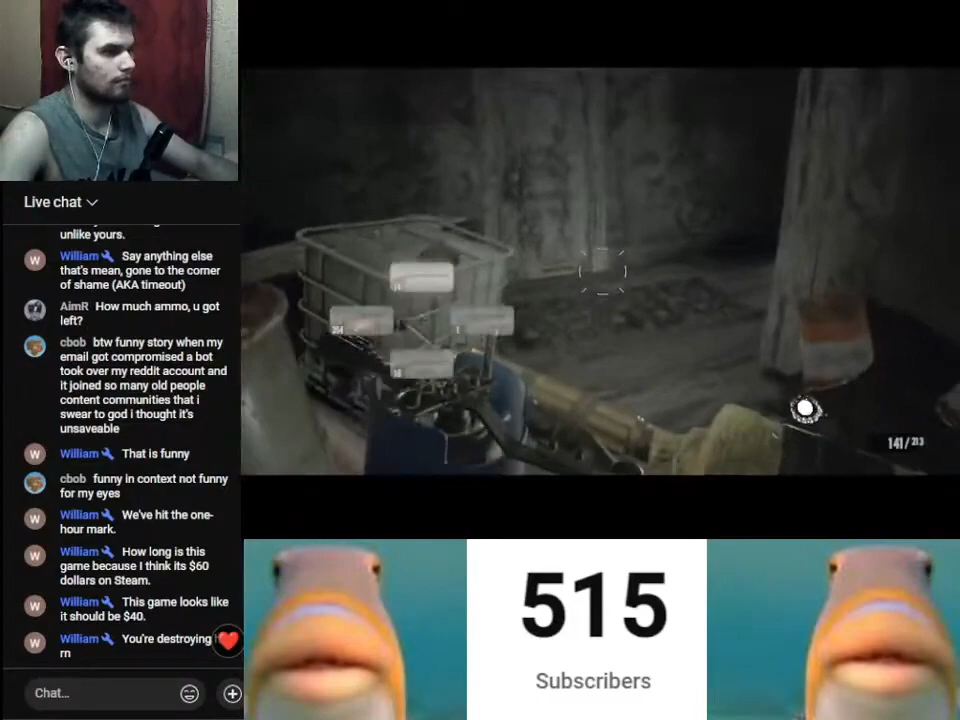 Live chat
unlike yours.
William Say anything else
that's mean, gone to the corner
of shame (AKA timeout)
AimR How much ammo, u got
left?
cbob btw funny story when my
email got compromised a bot
took over my reddit account and
it joined so many old people
content communities that i
swear to god i thought it's
unsaveable
William That is funny
cbob funny in context not funny
for my eyes
William We've hit the one-
hour mark.
William How long is this
game because I think its $60
dollars on Steam.
William This game looks like
it should be $40.
William You're destroying
rn
Chat...
141/213
515
Subscribers